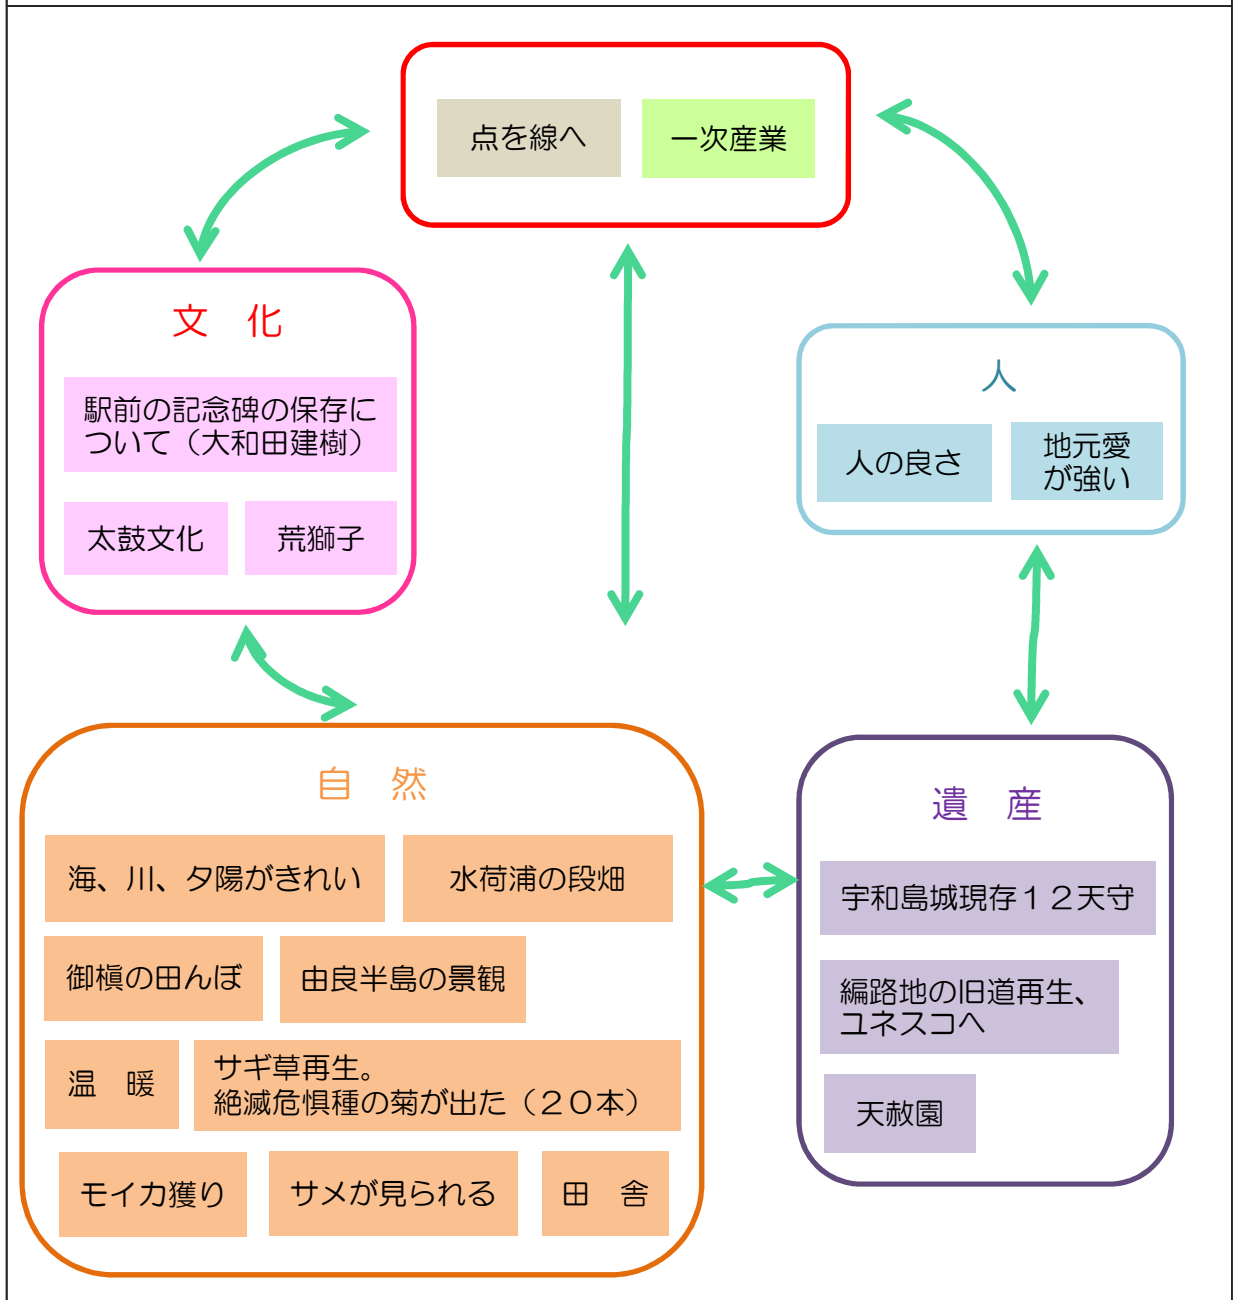 点を線へ
一次産業
文　化
駅前の記念碑の保存に
ついて（大和田建樹）
太鼓文化
荒獅子
人
人の良さ
地元愛
が強い
自　然
海、川、夕陽がきれい
水荷浦の段畑
御槇の田んぼ
由良半島の景観
温　暖
サギ草再生。
絶滅危惧種の菊が出た（２０本）
モイカ獲り
サメが見られる
田　舎
遺　産
宇和島城現存１２天守
編路地の旧道再生、
ユネスコへ
天赦園